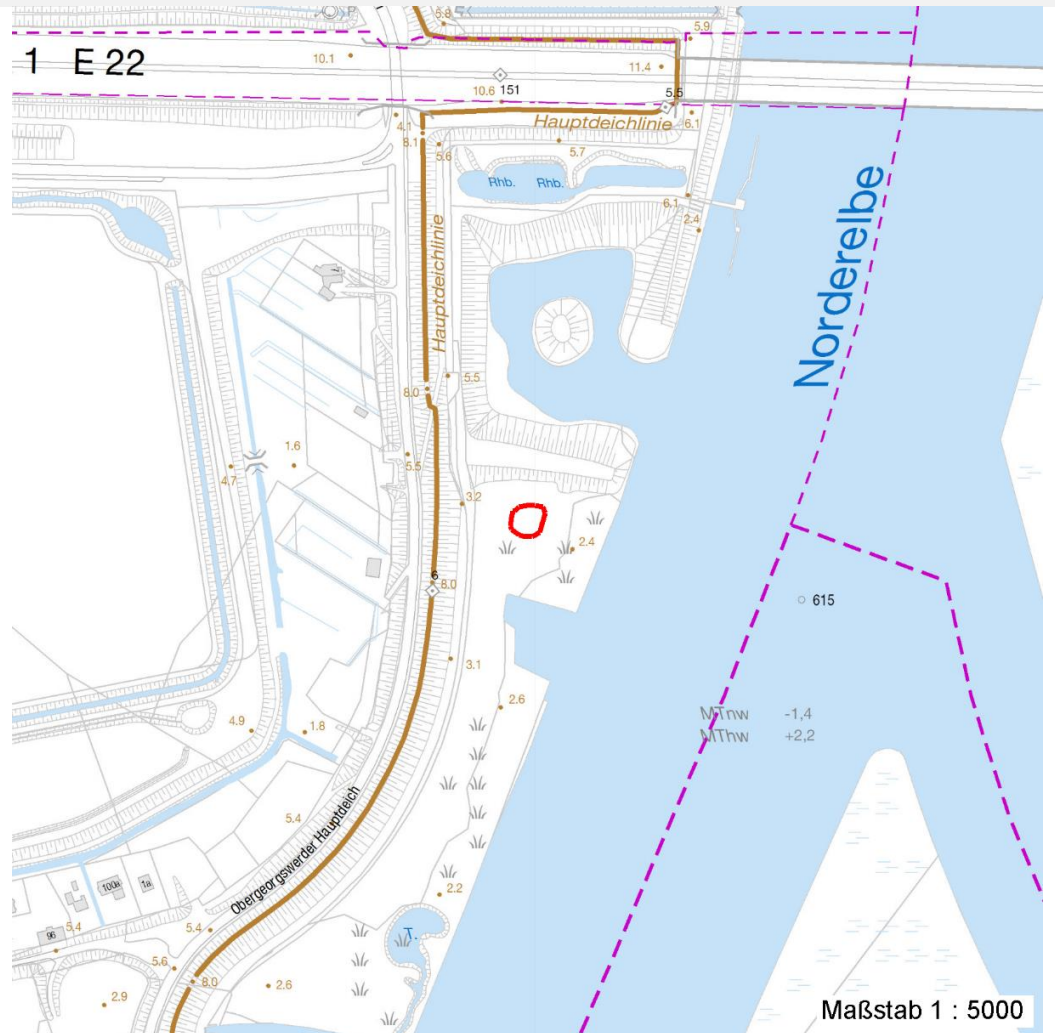 5.8
5.9
1 E 22
10.1
11.4
10.6
151
5.5
Hauptdeichlinie
4.1
8.1
6.1
5.6
5.7
Rhb.
Rhb.
6.1
2.4
Norderelbe
Hauptdeichlinie
7
5.5
8.0
5.5
1.6
4.7
3.2
2.4
6
8.0
615
3.1
2.6
MTnw -1,4
MThw +2,2
4.9
1.8
5.4
Obergeorgswerder Hauptdeich
100a
1a
2.2
96
5.4
5.4
T.
5.6
8.0
2.6
2.9
Maßstab 1 : 5000